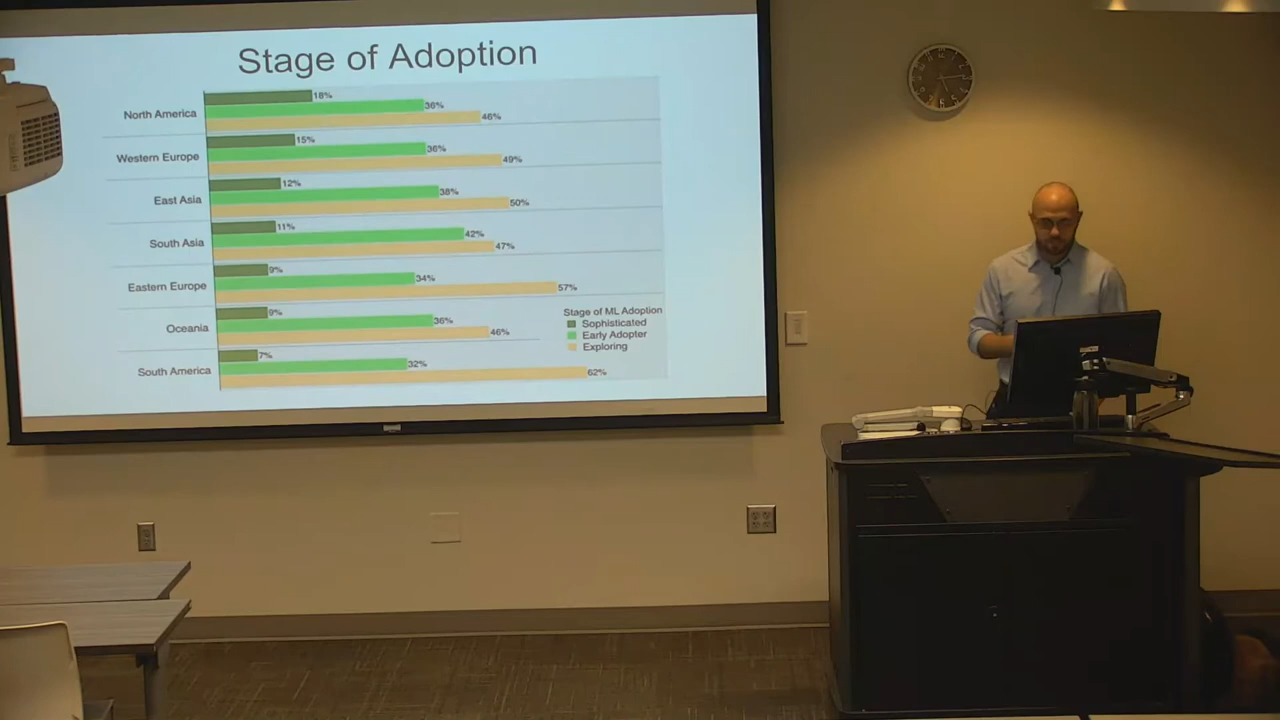 Stage of Adoption
North America 18% 36% 46%
Western Europe 15% 36% 49%
East Asia 12% 38% 50%
South Asia 11% 42% 47%
Eastern Europe 9% 34% 57%
Oceania 9% 36% 46%
South America 7% 32% 62%
Stage of ML Adoption
Sophisticated
Early Adopter
Exploring